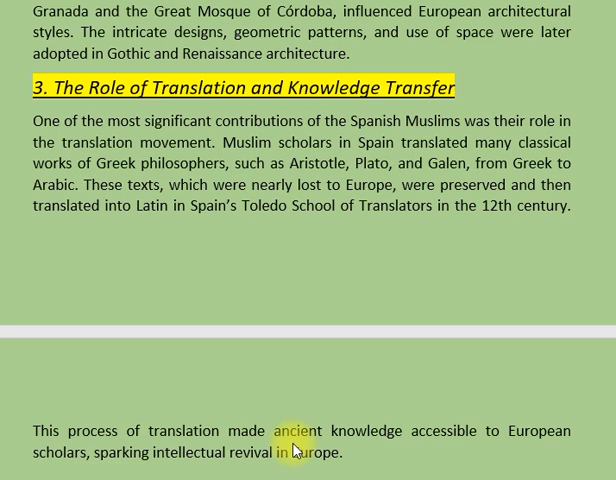 Granada and the Great Mosque of Córdoba, influenced European architectural
styles. The intricate designs, geometric patterns, and use of space were later
adopted in Gothic and Renaissance architecture.
3. The Role of Translation and Knowledge Transfer
One of the most significant contributions of the Spanish Muslims was their role in
the translation movement. Muslim scholars in Spain translated many classical
works of Greek philosophers, such as Aristotle, Plato, and Galen, from Greek to
Arabic. These texts, which were nearly lost to Europe, were preserved and then
translated into Latin in Spain’s Toledo School of Translators in the 12th century.
This process of translation made ancient knowledge accessible to European
scholars, sparking intellectual revival in Europe.